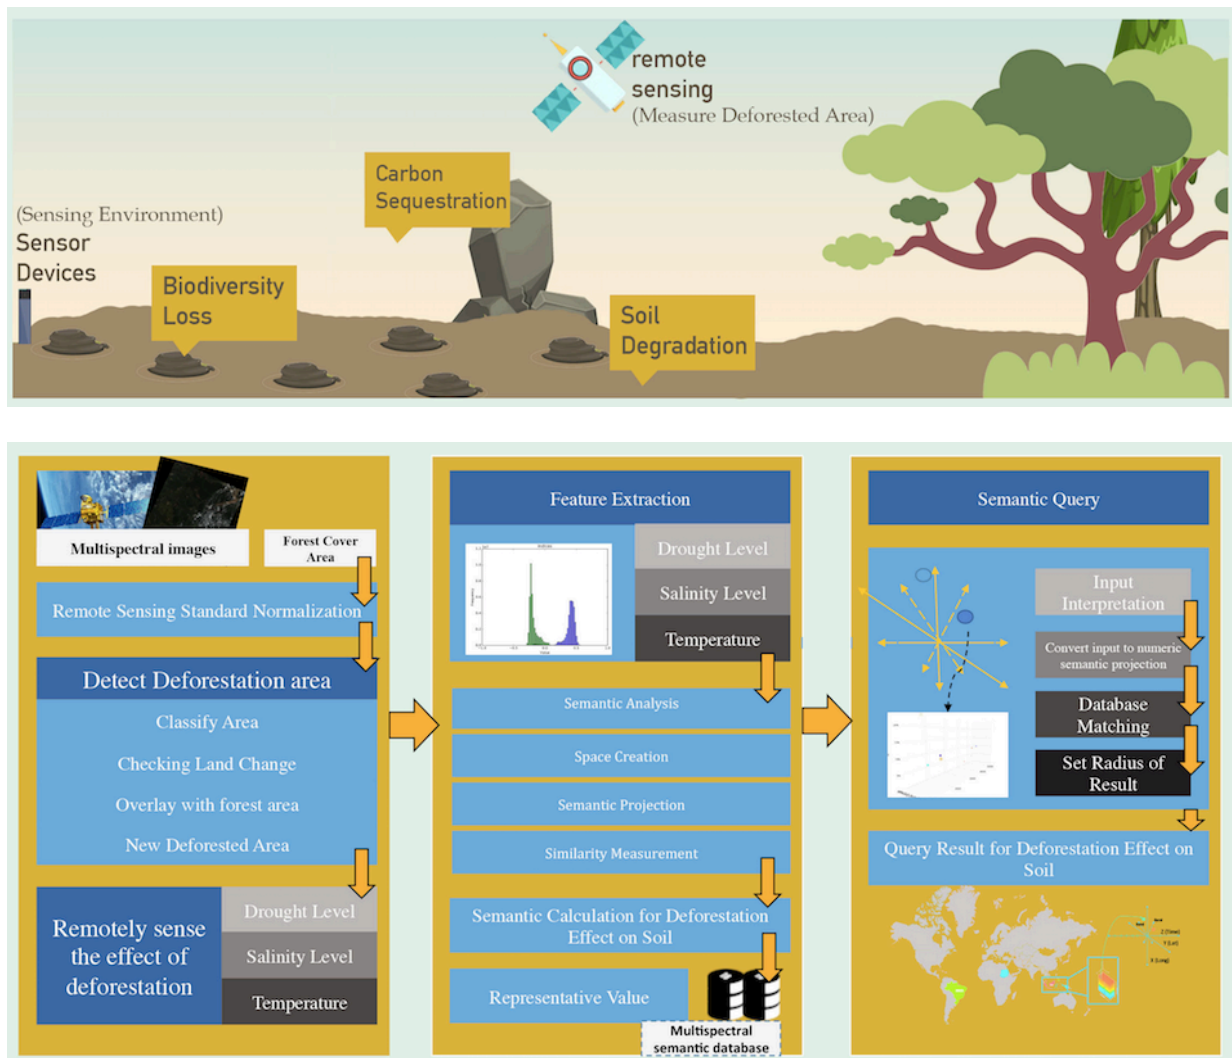 remote
sensing
(Measure Deforested Area)
Carbon
Sequestration
(Sensing Environment)
Sensor
Devices
Biodiversity
Loss
Soil
Degradation
Multispectral images
Forest Cover
Area
Remote Sensing Standard Normalization
Detect Deforestation area
Classify Area
Checking Land Change
Overlay with forest area
New Deforested Area
Remotely sense
the effect of
deforestation
Drought Level
Salinity Level
Temperature
Feature Extraction
Drought Level
Salinity Level
Temperature
Semantic Analysis
Space Creation
Semantic Projection
Similarity Measurement
Semantic Calculation for Deforestation
Effect on Soil
Representative Value
Multispectral
semantic database
Semantic Query
Input
Interpretation
Convert input to numeric
semantic projection
Database
Matching
Set Radius of
Result
Query Result for Deforestation Effect on
Soil